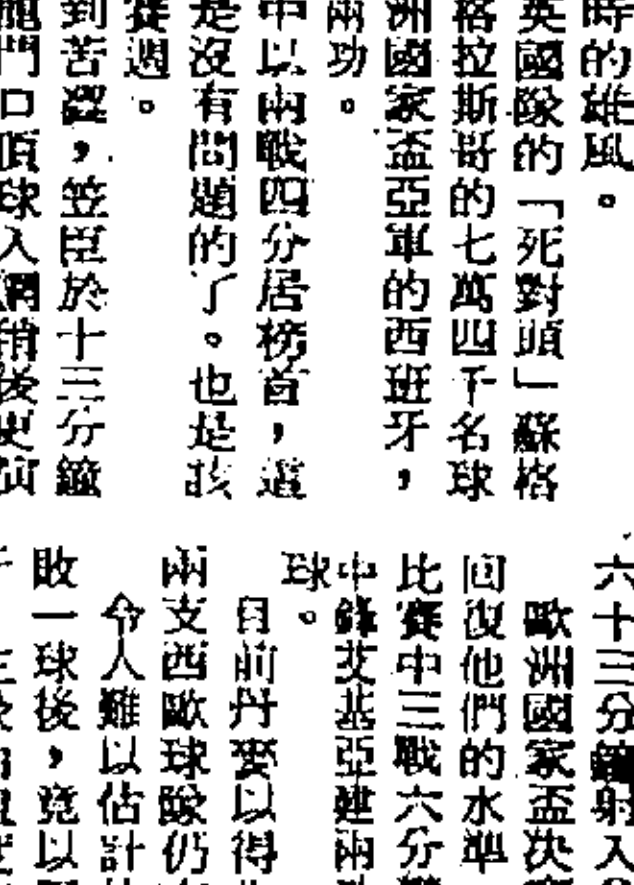 時的雄風。
英國隊的「死對頭」蘇格
格拉斯哥的七萬四千名球
洲國家盃亞軍的西班牙，
兩功。
中以兩戰四分居榜首，這
是沒有問題的了。也是該
賽週。
到苦澀，笠臣於十三分鐘
龍門口頂球入網稍後更演
六十三分鐘射入
歐洲國家盃決賽
回復他們的水準
比賽中三戰六分
中鋒艾基亞建兩功
球。
目前丹麥以得
兩支西歐球隊仍
令人難以估計
敗一球後，竟以